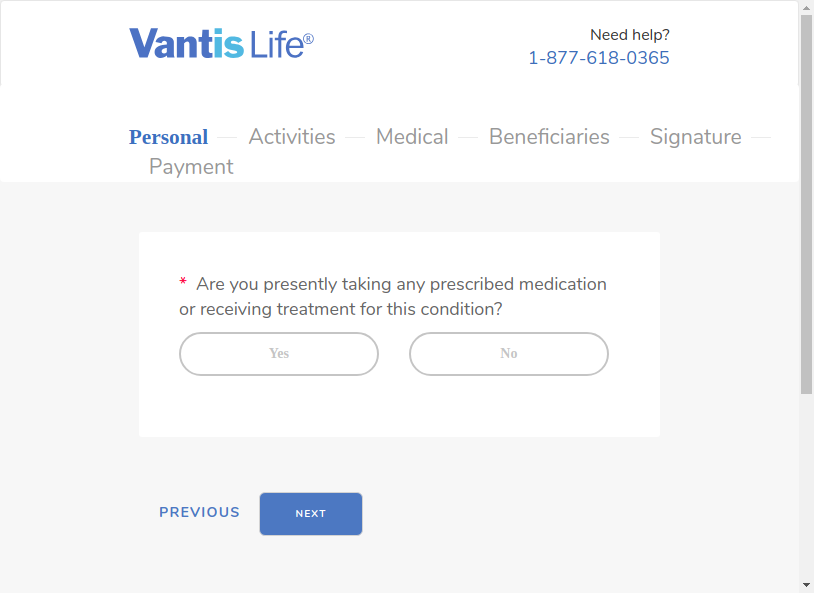 Vantis Life®
Need help?
1-877-618-0365
Personal
Activities
Medical
Beneficiaries
Signature
Payment
* Are you presently taking any prescribed medication
or receiving treatment for this condition?
Yes
No
PREVIOUS
NEXT